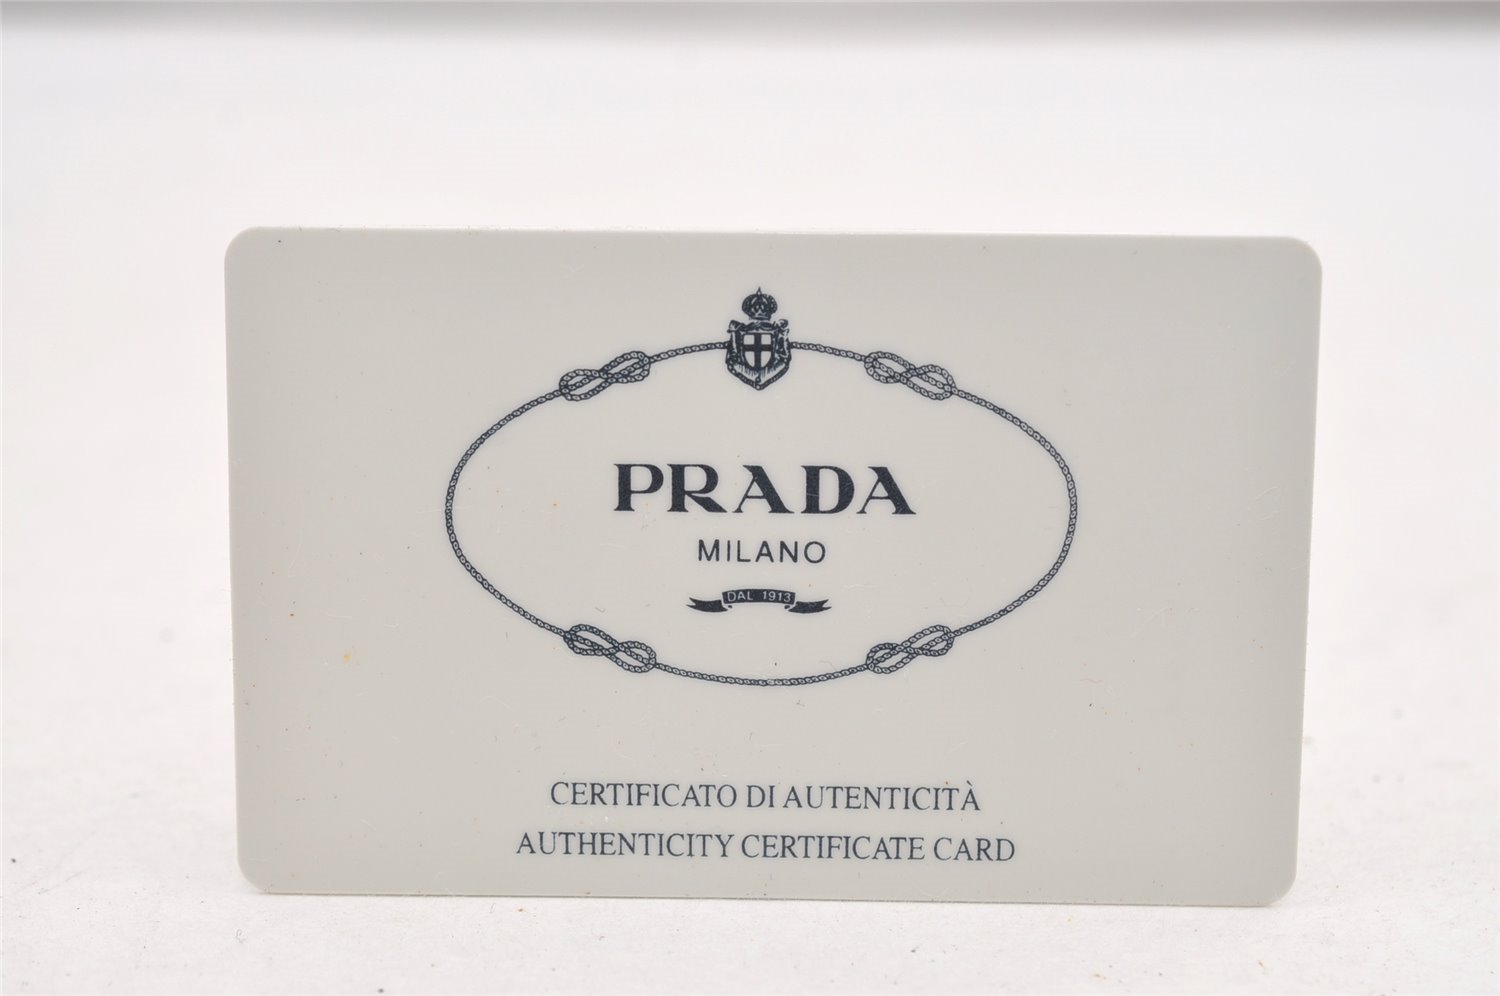 PRADA
MILANO
DAL 1913
CERTIFICATO DI AUTENTICITÀ
AUTHENTICITY CERTIFICATE CARD